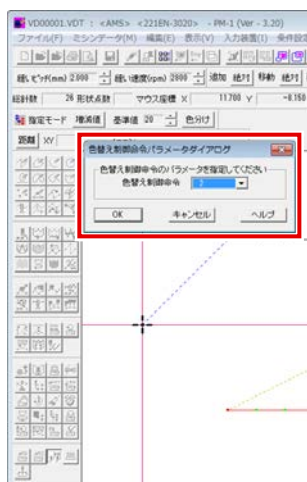 VD00001.VDT : <AMS> <221EN-3020> - PM-1 (Ver - 3.20)
ファイル(F) ミシンデータ(M) 編集(E) 表示(V) 入力装置(I) 条件設定
縫いピッチ(mm) 2.000 縫い速度(rpm) 2000 追加 絶対 移動 絶対
総針数 26 形状点数 マウス座標 X 11.700 Y -8.150
指定モード 増減値 基準値 20 色分け
距離 XY
色替え制御命令パラメータダイアログ
色替え制御命令のパラメータを指定してください
色替え制御命令 2
OK キャンセル ヘルプ